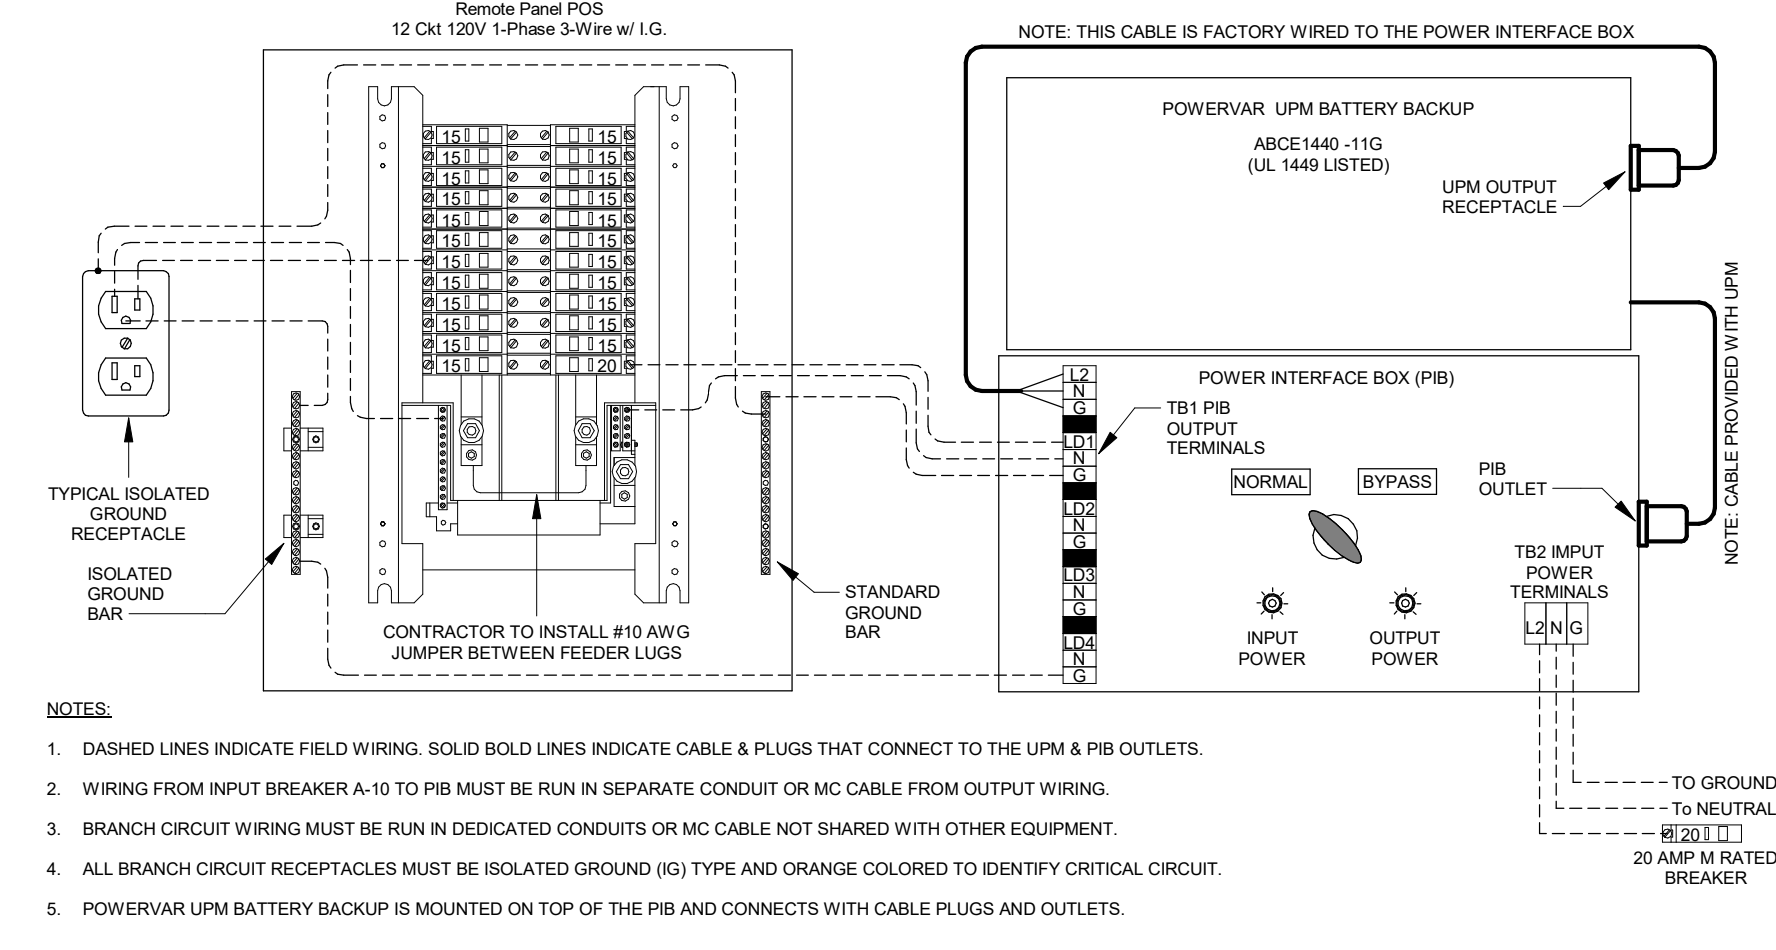 Remote Panel POS
12 Ckt 120V 1-Phase 3-Wire w/ I.G.
NOTE: THIS CABLE IS FACTORY WIRED TO THE POWER INTERFACE BOX
POWERVAR UPM BATTERY BACKUP
ABCE1440 -11G
(UL 1449 LISTED)
UPM OUTPUT
RECEPTACLE
NOTE: CABLE PROVIDED WITH UPM
15 15
15 15
15 15
15 15
15 15
15 15
15 15
15 15
15 15
15 15
15 15
15 20
TYPICAL ISOLATED
GROUND
RECEPTACLE
ISOLATED
GROUND
BAR
CONTRACTOR TO INSTALL #10 AWG
JUMPER BETWEEN FEEDER LUGS
STANDARD
GROUND
BAR
POWER INTERFACE BOX (PIB)
L2
N
G
LD1
N
G
LD2
N
G
LD3
N
G
LD4
N
G
TB1 PIB
OUTPUT
TERMINALS
NORMAL
BYPASS
PIB
OUTLET
INPUT
POWER
OUTPUT
POWER
TB2 IMPUT
POWER
TERMINALS
L2 N G
TO GROUND
To NEUTRAL
20
20 AMP M RATED
BREAKER
NOTES:
1. DASHED LINES INDICATE FIELD WIRING. SOLID BOLD LINES INDICATE CABLE & PLUGS THAT CONNECT TO THE UPM & PIB OUTLETS.
2. WIRING FROM INPUT BREAKER A-10 TO PIB MUST BE RUN IN SEPARATE CONDUIT OR MC CABLE FROM OUTPUT WIRING.
3. BRANCH CIRCUIT WIRING MUST BE RUN IN DEDICATED CONDUITS OR MC CABLE NOT SHARED WITH OTHER EQUIPMENT.
4. ALL BRANCH CIRCUIT RECEPTACLES MUST BE ISOLATED GROUND (IG) TYPE AND ORANGE COLORED TO IDENTIFY CRITICAL CIRCUIT.
5. POWERVAR UPM BATTERY BACKUP IS MOUNTED ON TOP OF THE PIB AND CONNECTS WITH CABLE PLUGS AND OUTLETS.